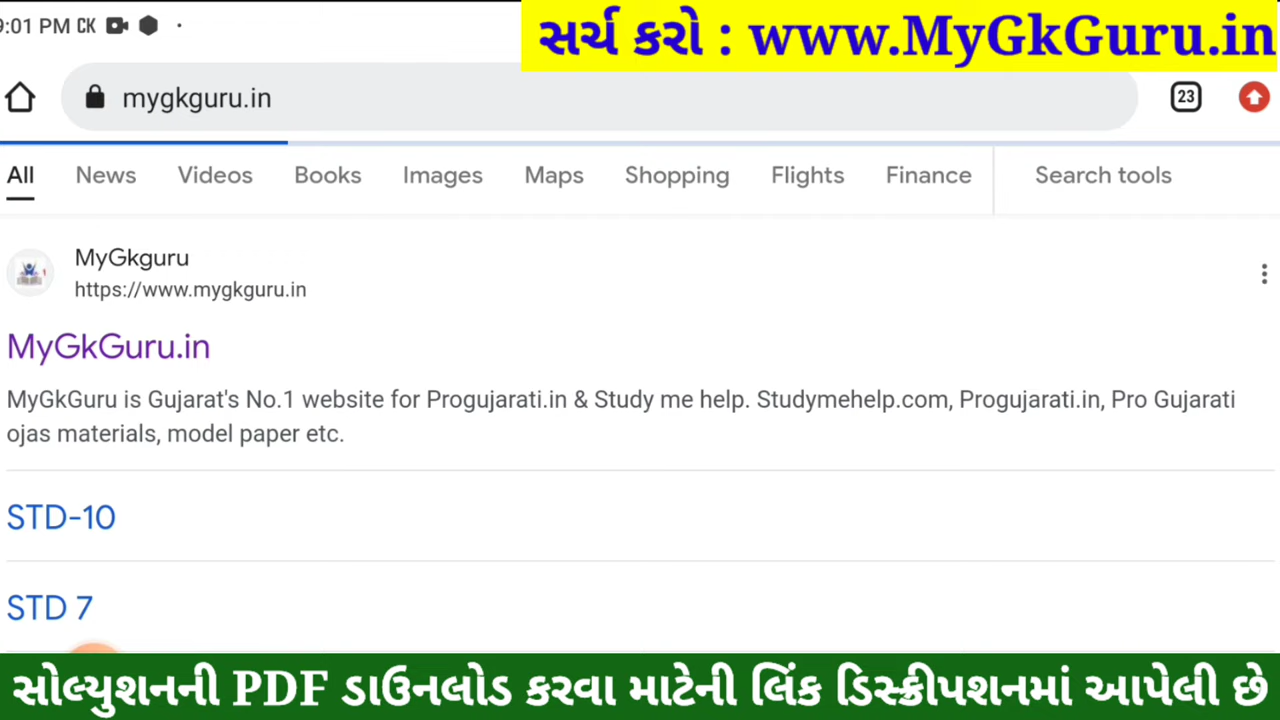 9:01 PM CK
સર્ચ કરો : www.MyGkGuru.in
mygkguru.in
23
All News Videos Books Images Maps Shopping Flights Finance Search tools
MyGkguru
https://www.mygkguru.in
MyGkGuru.in
MyGkGuru is Gujarat's No.1 website for Progujarati.in & Study me help. Studymehelp.com, Progujarati.in, Pro Gujarati
ojas materials, model paper etc.
STD-10
STD 7
સોલ્યુશનની PDF ડાઉનલોડ કરવા માટેની લિંક ડિસ્ક્રીપશનમાં આપેલી છે